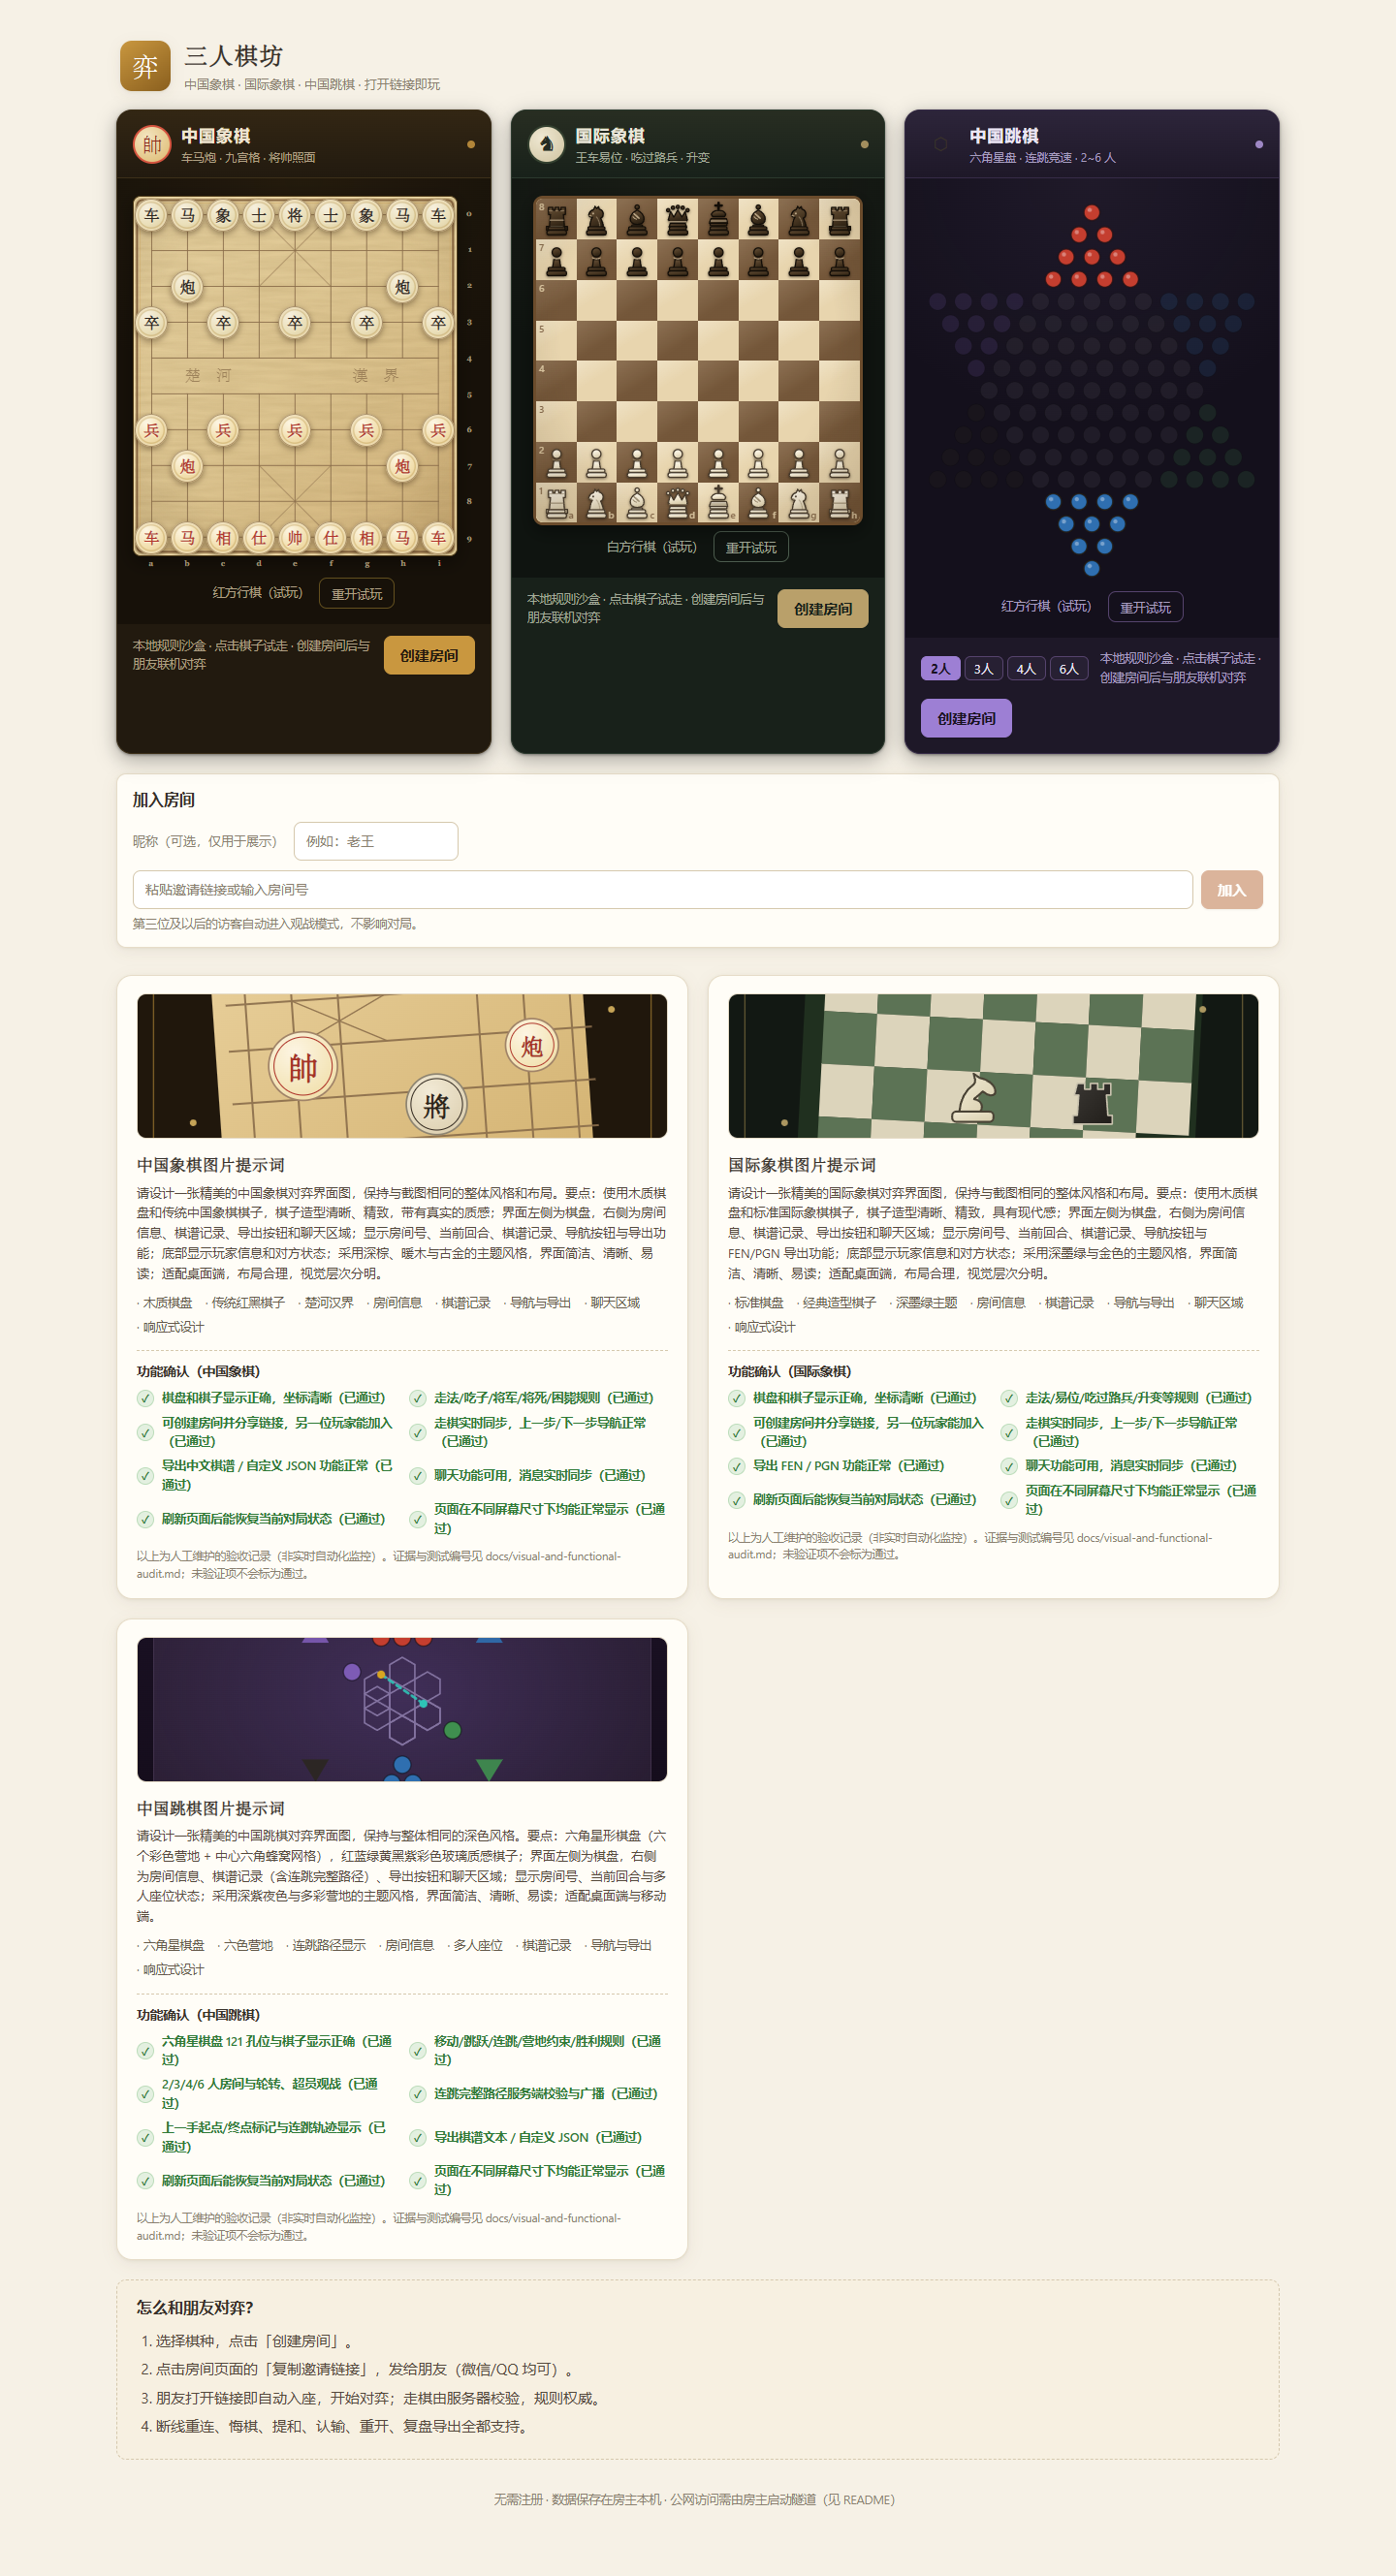 弈
三人棋坊
中国象棋 · 国际象棋 · 中国跳棋 · 打开链接即玩
帥
中国象棋
车马炮 · 九宫格 · 将帅照面
车 马 象 士 将 士 象 马 车 0
1
炮 炮 2
卒 卒 卒 卒 卒 3
4
楚 河 漢 界
5
兵 兵 兵 兵 兵 6
炮 炮 7
8
车 马 相 仕 帅 仕 相 马 车 9
a b c d e f g h i
红方行棋（试玩） 重开试玩
本地规则沙盒 · 点击棋子试走 · 创建房间后与
朋友联机对弈
创建房间
国际象棋
王车易位 · 吃过路兵 · 升变
8
7
6
5
4
3
2
1 a b c d e f g h
白方行棋（试玩） 重开试玩
本地规则沙盒 · 点击棋子试走 · 创建房间后与
朋友联机对弈
创建房间
中国跳棋
六角星盘 · 连跳竞速 · 2~6 人
红方行棋（试玩） 重开试玩
2人 3人 4人 6人
本地规则沙盒 · 点击棋子试走 ·
创建房间后与朋友联机对弈
创建房间
加入房间
昵称（可选，仅用于展示） 例如：老王
粘贴邀请链接或输入房间号 加入
第三位及以后的访客自动进入观战模式，不影响对局。
帥 將 炮
中国象棋图片提示词
请设计一张精美的中国象棋对弈界面图，保持与截图相同的整体风格和布局。要点：使用木质棋
盘和传统中国象棋棋子，棋子造型清晰、精致，带有真实的质感；界面左侧为棋盘，右侧为房间
信息、棋谱记录、导出按钮和聊天区域；显示房间号、当前回合、棋谱记录、导航按钮与导出功
能；底部显示玩家信息和对方状态；采用深棕、暖木与古金的主题风格，界面简洁、清晰、易
读；适配桌面端，布局合理，视觉层次分明。
· 木质棋盘 · 传统红黑棋子 · 楚河汉界 · 房间信息 · 棋谱记录 · 导航与导出 · 聊天区域
· 响应式设计
功能确认（中国象棋）
棋盘和棋子显示正确，坐标清晰（已通过）
走法/吃子/将军/将死/困毙规则（已通过）
可创建房间并分享链接，另一位玩家能加入
（已通过）
走棋实时同步，上一步/下一步导航正常
（已通过）
导出中文棋谱 / 自定义 JSON 功能正常（已
通过）
聊天功能可用，消息实时同步（已通过）
刷新页面后能恢复当前对局状态（已通过）
页面在不同屏幕尺寸下均能正常显示（已通
过）
以上为人工维护的验收记录（非实时自动化监控）。证据与测试编号见 docs/visual-and-functional-
audit.md；未验证项不会标为通过。
国际象棋图片提示词
请设计一张精美的国际象棋对弈界面图，保持与截图相同的整体风格和布局。要点：使用木质棋
盘和标准国际象棋棋子，棋子造型清晰、精致，具有现代感；界面左侧为棋盘，右侧为房间信
息、棋谱记录、导出按钮和聊天区域；显示房间号、当前回合、棋谱记录、导航按钮与
FEN/PGN 导出功能；底部显示玩家信息和对方状态；采用深墨绿与金色的主题风格，界面简
洁、清晰、易读；适配桌面端，布局合理，视觉层次分明。
· 标准棋盘 · 经典造型棋子 · 深墨绿主题 · 房间信息 · 棋谱记录 · 导航与导出 · 聊天区域
· 响应式设计
功能确认（国际象棋）
棋盘和棋子显示正确，坐标清晰（已通过）
走法/易位/吃过路兵/升变等规则（已通过）
可创建房间并分享链接，另一位玩家能加入
（已通过）
走棋实时同步，上一步/下一步导航正常
（已通过）
导出 FEN / PGN 功能正常（已通过）
聊天功能可用，消息实时同步（已通过）
刷新页面后能恢复当前对局状态（已通过）
页面在不同屏幕尺寸下均能正常显示（已通
过）
以上为人工维护的验收记录（非实时自动化监控）。证据与测试编号见 docs/visual-and-functional-
audit.md；未验证项不会标为通过。
中国跳棋图片提示词
请设计一张精美的中国跳棋对弈界面图，保持与整体相同的深色风格。要点：六角星形棋盘（六
个彩色营地 + 中心六角蜂窝网格），红蓝绿黄黑紫彩色玻璃质感棋子；界面左侧为棋盘，右侧
为房间信息、棋谱记录（含连跳完整路径）、导出按钮和聊天区域；显示房间号、当前回合与多
人座位状态；采用深紫夜色与多彩营地的主题风格，界面简洁、清晰、易读；适配桌面端与移动
端。
· 六角星棋盘 · 六色营地 · 连跳路径显示 · 房间信息 · 多人座位 · 棋谱记录 · 导航与导出
· 响应式设计
功能确认（中国跳棋）
六角星棋盘 121 孔位与棋子显示正确（已通
过）
移动/跳跃/连跳/营地约束/胜利规则（已通
过）
2/3/4/6 人房间与轮转、超员观战（已通
过）
连跳完整路径服务端校验与广播（已通过）
上一手起点/终点标记与连跳轨迹显示（已
通过）
导出棋谱文本 / 自定义 JSON（已通过）
刷新页面后能恢复当前对局状态（已通过）
页面在不同屏幕尺寸下均能正常显示（已通
过）
以上为人工维护的验收记录（非实时自动化监控）。证据与测试编号见 docs/visual-and-functional-
audit.md；未验证项不会标为通过。
怎么和朋友对弈?
1. 选择棋种，点击「创建房间」。
2. 点击房间页面的「复制邀请链接」，发给朋友（微信/QQ 均可）。
3. 朋友打开链接即自动入座，开始对弈；走棋由服务器校验，规则权威。
4. 断线重连、悔棋、提和、认输、重开、复盘导出全都支持。
无需注册 · 数据保存在房主本机 · 公网访问需由房主启动隧道（见 README）